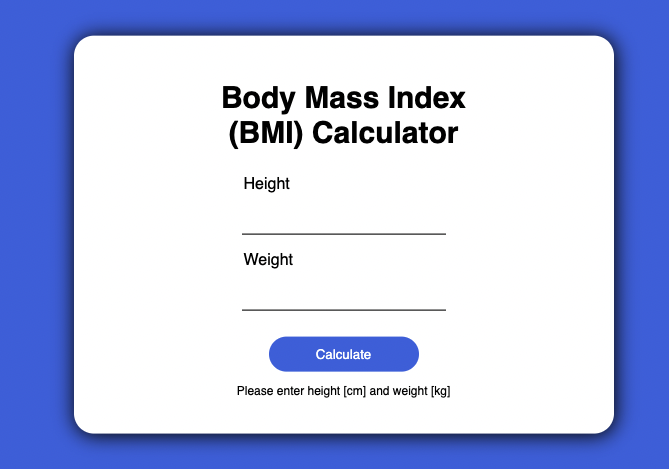 Body Mass Index
(BMI) Calculator
Height
Weight
Calculate
Please enter height [cm] and weight [kg]